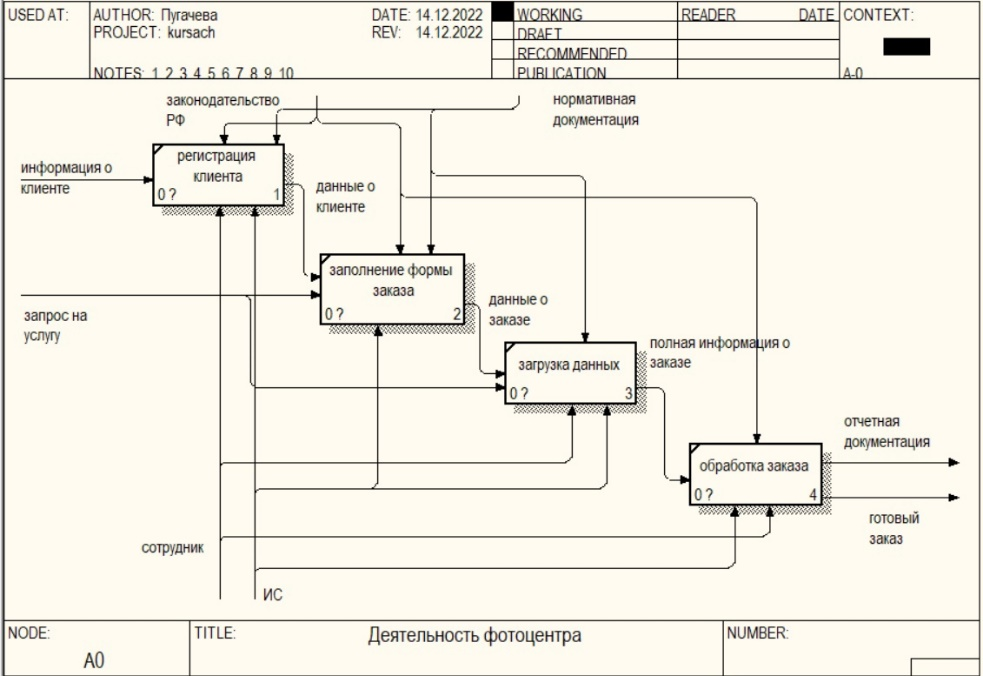 USED AT:
AUTHOR: Пугачева
DATE: 14.12.2022
PROJECT: kursach
REV: 14.12.2022
NOTES: 1 2 3 4 5 6 7 8 9 10
WORKING
DRAFT
RECOMMENDED
PUBLICATION
READER
DATE
CONTEXT:
A-0
законодательство
РФ
нормативная
документация
информация о
клиенте
регистрация
клиента
0 ?
1
данные о
клиенте
заполнение формы
заказа
0 ?
2
запрос на
услугу
данные о
заказе
загрузка данных
0 ?
3
полная информация о
заказе
обработка заказа
0 ?
4
отчетная
документация
готовый
заказ
сотрудник
ИС
NODE:
A0
TITLE:
Деятельность фотоцентра
NUMBER: